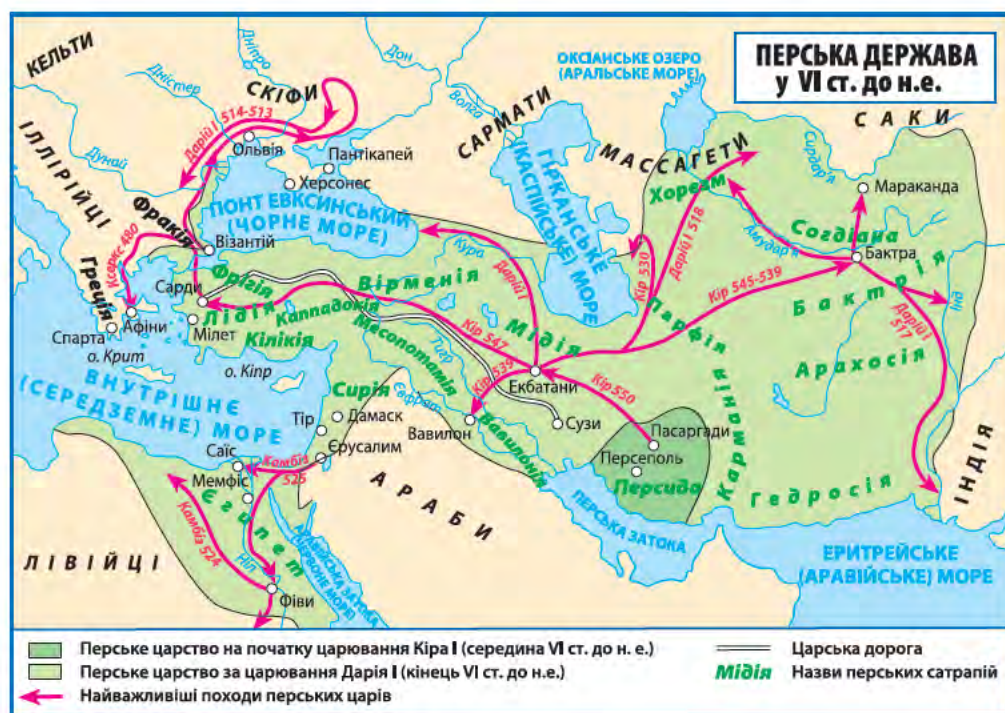 ПЕРСЬКА ДЕРЖАВА
у VI ст. до н.е.
КЕЛЬТИ
Дніпро
Дністер
Дон
СКІФИ
Дарій I 514-513
Ольвія
Пантікапей
Херсонес
Дунай
ІЛЛІРІЙЦІ
Волга
САРМАТИ
ОКСІАНСЬКЕ ОЗЕРО
(АРАЛЬСЬКЕ МОРЕ)
САКИ
МАССАГЕТИ
Сирдар'я
Мараканда
Хорезм
ГІРКАНСЬКЕ
(КАСПІЙСЬКЕ) МОРЕ
ПОНТ ЕВКСИНСЬКИЙ
(ЧОРНЕ МОРЕ)
Фракія
Візантій
Ксеркс 480
Греція
Кура
Дарій I
Кір 530
Дарій I 518
Амудар'я
Согдіана
Бактра
Кір 545-539
Бактрія
Інд
Дарій I
517
Сарди
Фрігія
Лідія
Каппадокія
Вірменія
Афіни
Спарта
Мілет
Кілікія
о. Крит
о. Кіпр
Месопотамія
Тигр
Євфрат
Кір 547
Мідія
Парфія
Арахосія
Екбатани
Кір 539
Кір 550
ВНУТРІШНЄ
(СЕРЕДЗЕМНЕ) МОРЕ
Сирія
Дамаск
Тір
Вавилон
Вавилонія
Сузи
Пасаргади
Персеполь
Персида
Карманія
Гедросія
ІНДІЯ
Саїс
Єрусалим
Камбіз
525
Мемфіс
Єгипет
Камбіз 524
Ніл
Фіви
АРАБИ
ЛІВІЙЦІ
АРАВІЙСЬКА ЗАТОКА
(ЧЕРВОНЕ МОРЕ)
ПЕРСЬКА ЗАТОКА
ЕРИТРЕЙСЬКЕ
(АРАВІЙСЬКЕ) МОРЕ
Перське царство на початку царювання Кіра I (середина VI ст. до н. е.)
Перське царство за царювання Дарія I (кінець VI ст. до н.е.)
Найважливіші походи перських царів
Царська дорога
Мідія Назви перських сатрапій